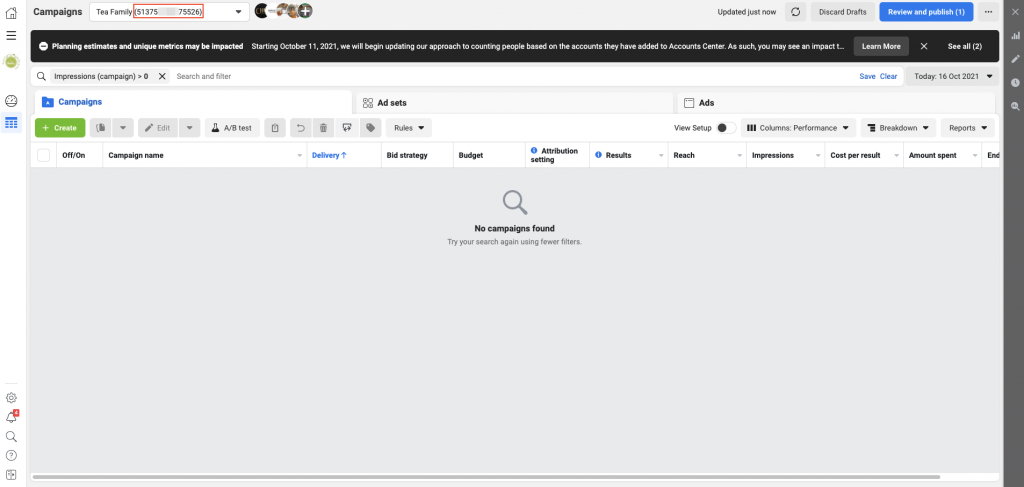 Campaigns
Tea Family (51375 75526)
Updated just now
Discard Drafts
Review and publish (1)
Planning estimates and unique metrics may be impacted Starting October 11, 2021, we will begin updating our approach to counting people based on the accounts they have added to Accounts Center. As such, you may see an impact t...
Learn More
See all (2)
Impressions (campaign) > 0
Search and filter
Save Clear
Today: 16 Oct 2021
Campaigns
Ad sets
Ads
+ Create
Edit
A/B test
Rules
View Setup
Columns: Performance
Breakdown
Reports
Off/On
Campaign name
Delivery ↑
Bid strategy
Budget
Attribution
setting
Results
Reach
Impressions
Cost per result
Amount spent
End
No campaigns found
Try your search again using fewer filters.
4